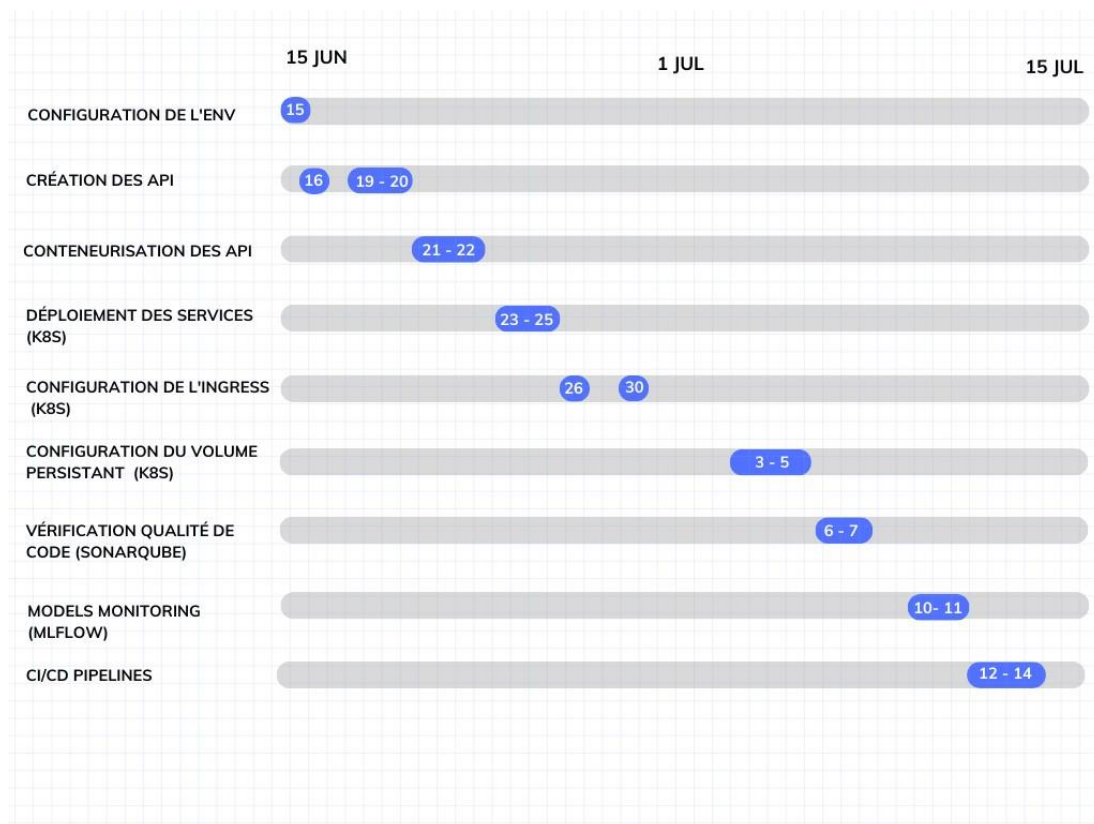 15 JUN
1 JUL
15 JUL
CONFIGURATION DE L'ENV
15
CRÉATION DES API
16
19 - 20
CONTENEURISATION DES API
21 - 22
DÉPLOIEMENT DES SERVICES
(K8S)
23 - 25
CONFIGURATION DE L'INGRESS
(K8S)
26
30
CONFIGURATION DU VOLUME
PERSISTANT (K8S)
3 - 5
VÉRIFICATION QUALITÉ DE
CODE (SONARQUBE)
6 - 7
MODELS MONITORING
(MLFLOW)
10- 11
CI/CD PIPELINES
12 - 14